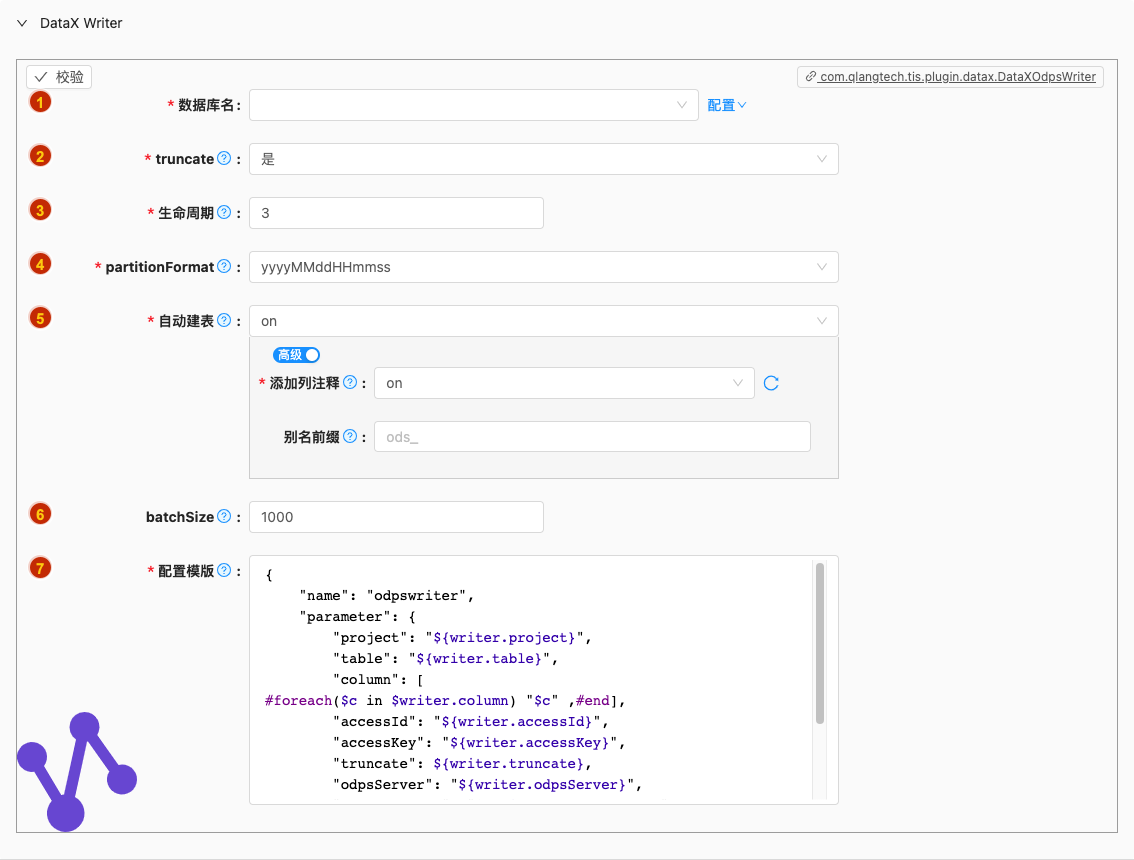 DataX Writer
校验
com.qlangtech.tis.plugin.datax.DataXOdpsWriter
1 * 数据库名: 配置
2 * truncate ? : 是
3 * 生命周期 ? : 3
4 * partitionFormat ? : yyyyMMddHHmmss
5 * 自动建表 ? : on
高级
* 添加列注释 ? : on
别名前缀 ? : ods_
6 batchSize ? : 1000
7 * 配置模版 ? :
{
    "name": "odpswriter",
    "parameter": {
        "project": "${writer.project}",
        "table": "${writer.table}",
        "column": [
#foreach($c in $writer.column) "$c" ,#end],
        "accessId": "${writer.accessId}",
        "accessKey": "${writer.accessKey}",
        "truncate": ${writer.truncate},
        "odpsServer": "${writer.odpsServer}",